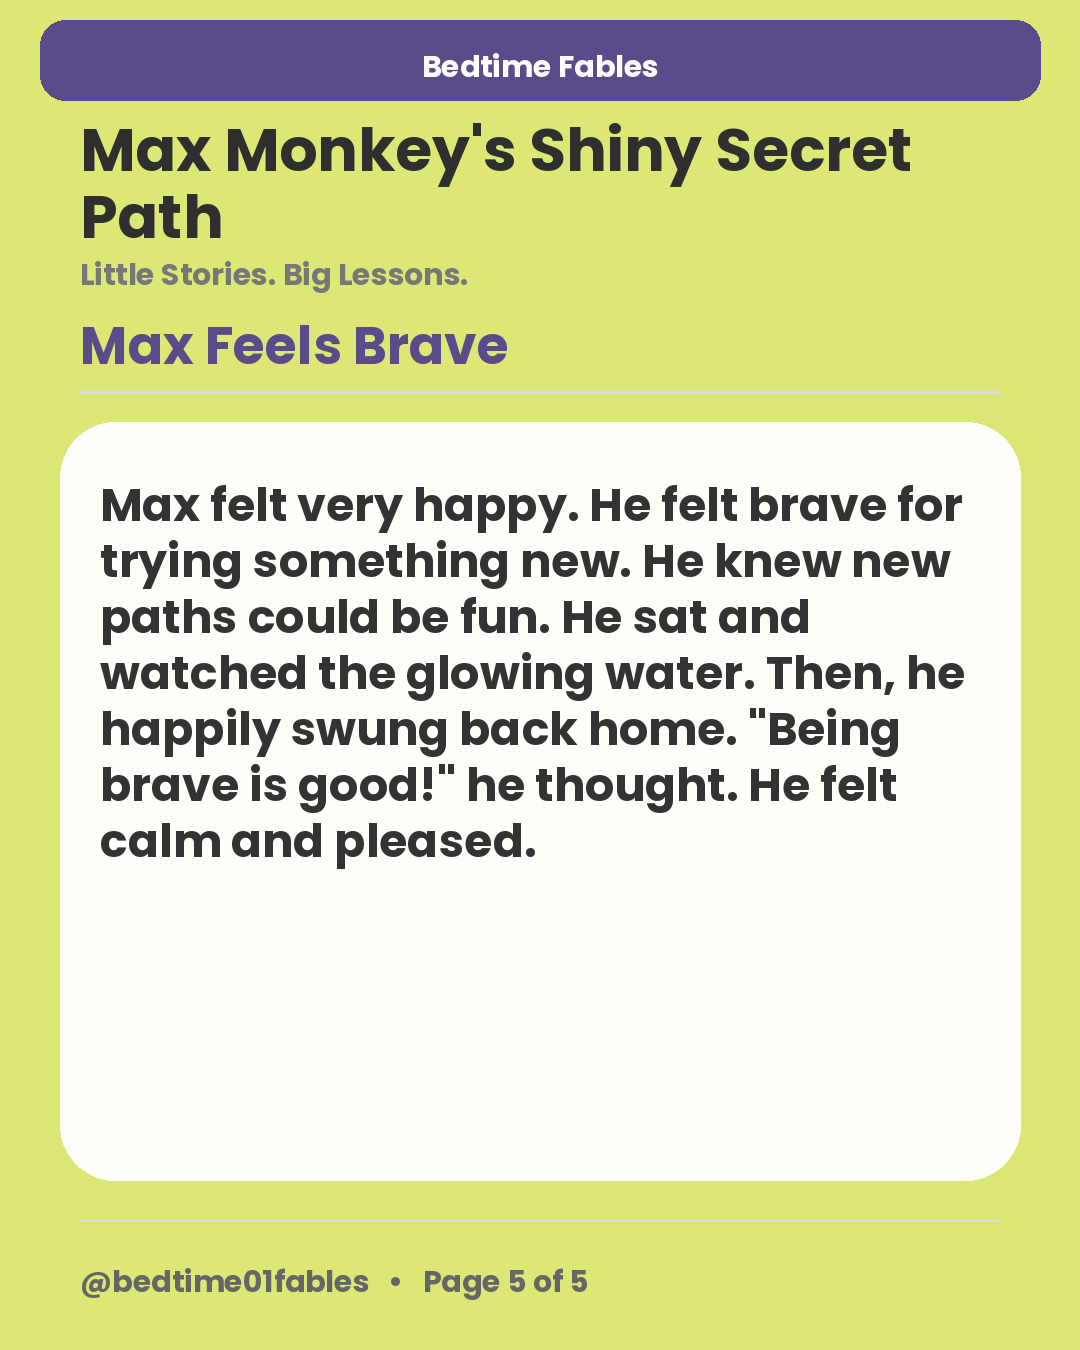 Bedtime Fables
Max Monkey's Shiny Secret
Path
Little Stories. Big Lessons.
Max Feels Brave
Max felt very happy. He felt brave for
trying something new. He knew new
paths could be fun. He sat and
watched the glowing water. Then, he
happily swung back home. "Being
brave is good!" he thought. He felt
calm and pleased.
@bedtime01fables • Page 5 of 5